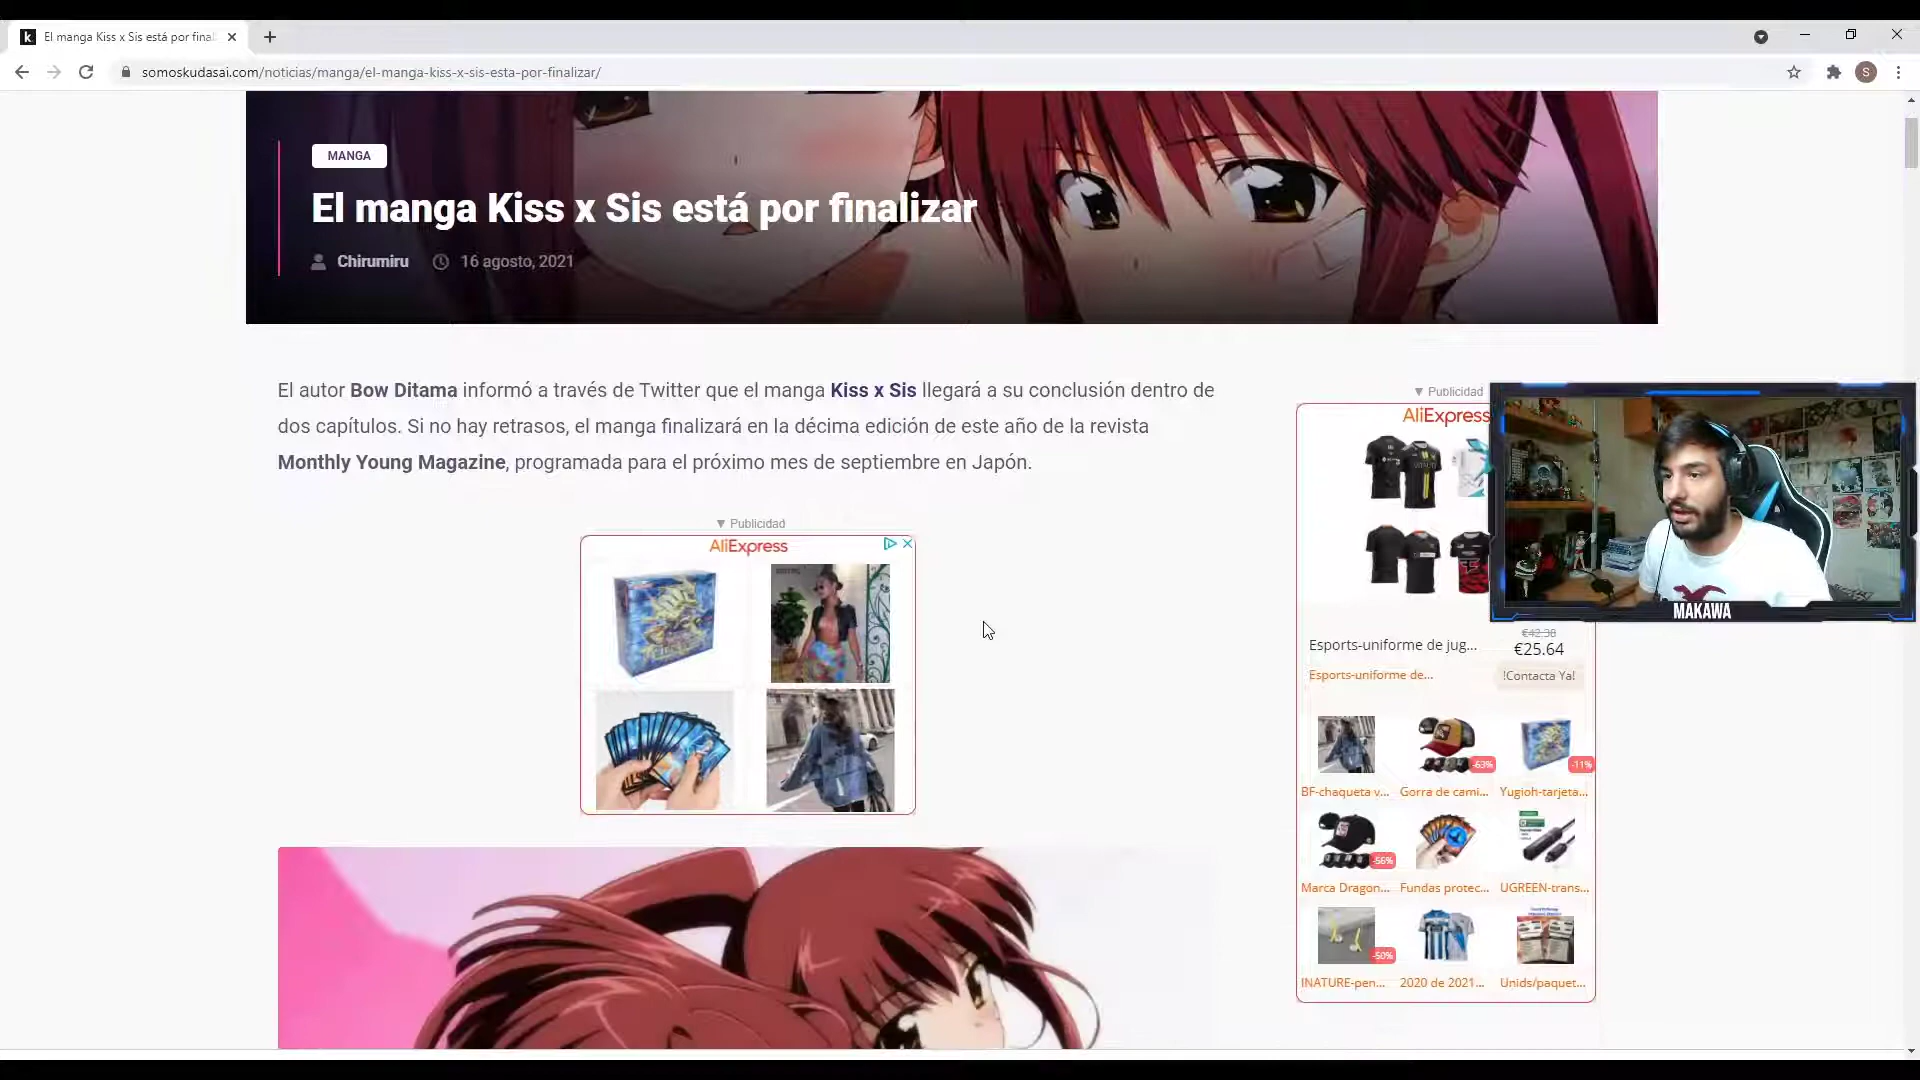 El manga Kiss x Sis está por final
somoskudasai.com/noticias/manga/el-manga-kiss-x-sis-esta-por-finalizar/
S
MANGA
El manga Kiss x Sis está por finalizar
Chirumiru 16 agosto, 2021
El autor Bow Ditama informó a través de Twitter que el manga Kiss x Sis llegará a su conclusión dentro de
dos capítulos. Si no hay retrasos, el manga finalizará en la décima edición de este año de la revista
Monthly Young Magazine, programada para el próximo mes de septiembre en Japón.
▼ Publicidad
AliExpress
▼ Publicidad
AliExpress
MAKAWA
Esports-uniforme de jug...
€42.38
€25.64
Esports-uniforme de...
!Contacta Ya!
-63%
-11%
BF-chaqueta v...
Gorra de cami...
Yugioh-tarjeta...
-56%
Marca Dragon...
Fundas protec...
UGREEN-trans...
-50%
INATURE-pen...
2020 de 2021...
Unids/paquet...